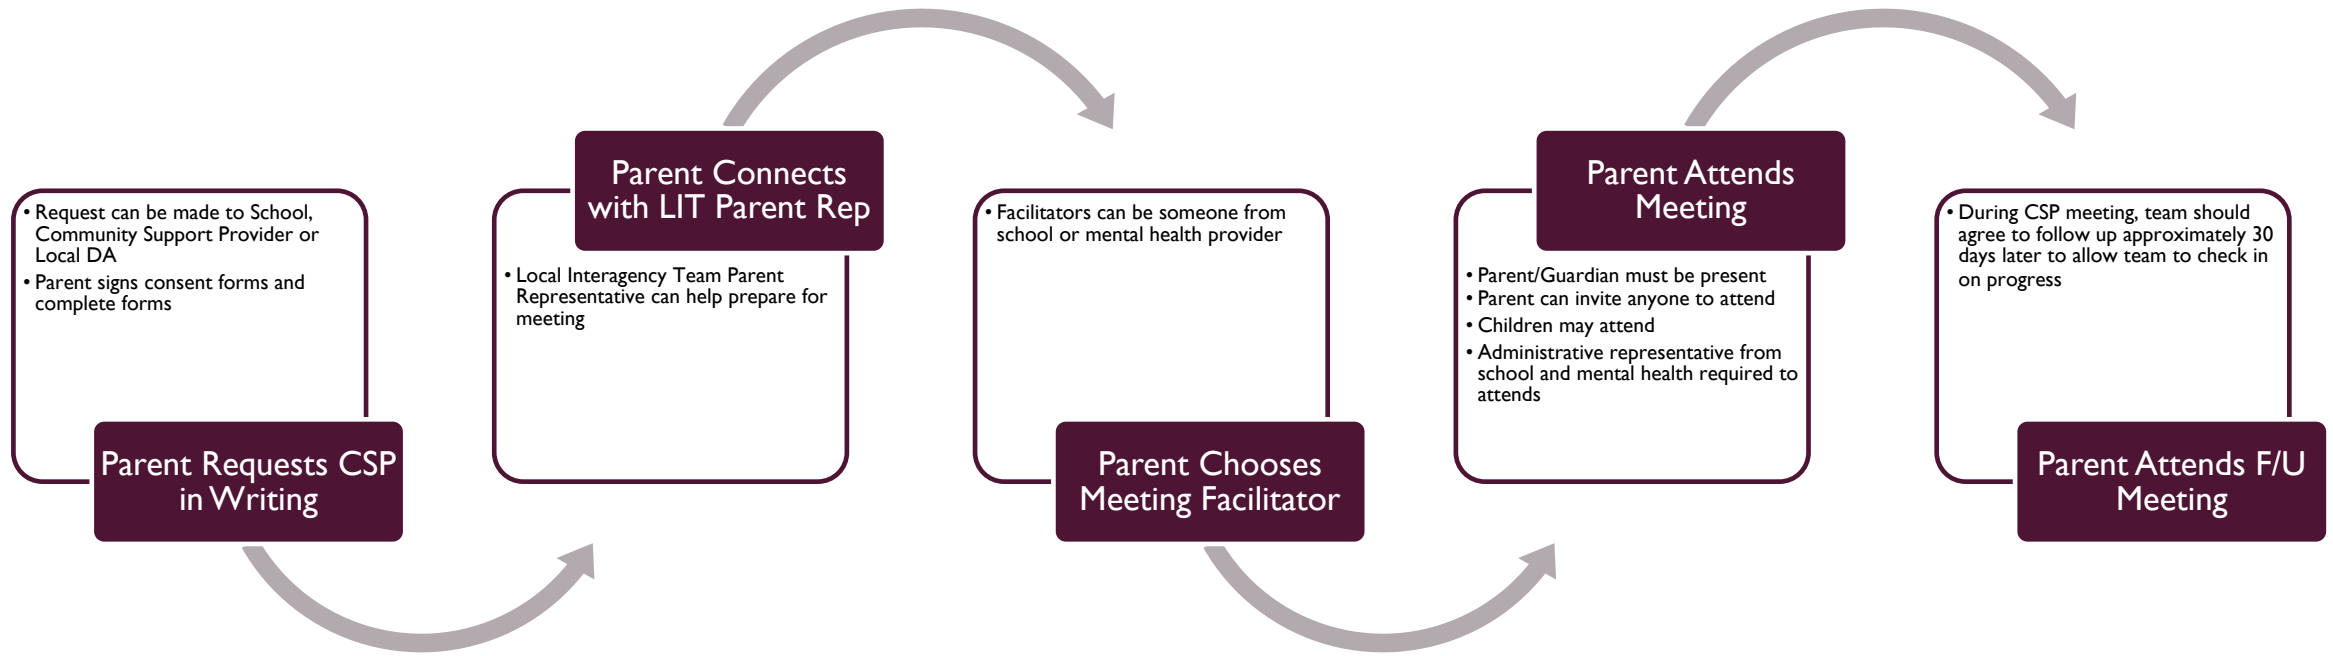 • Request can be made to School,
Community Support Provider or
Local DA
• Parent signs consent forms and
complete forms
Parent Requests CSP
in Writing
Parent Connects
with LIT Parent Rep
• Local Interagency Team Parent
Representative can help prepare for
meeting
• Facilitators can be someone from
school or mental health provider
Parent Chooses
Meeting Facilitator
Parent Attends
Meeting
• Parent/Guardian must be present
• Parent can invite anyone to attend
• Children may attend
• Administrative representative from
school and mental health required to
attends
• During CSP meeting, team should
agree to follow up approximately 30
days later to allow team to check in
on progress
Parent Attends F/U
Meeting